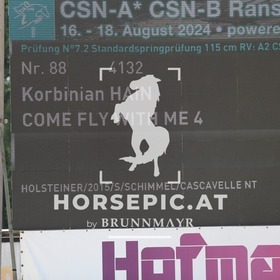 CSN-A* CSN-B Rans
16. - 18. August 2024 • powere
Prüfung N°7.2 Standardspringprüfung 115 cm RV: A2 CS
Nr. 88 4132
Korbinian HAIN
COME FLY WITH ME 4
HOLSTEINER/2015/S/SCHIMMEL/CASCAVELLE NT
HORSEPIC.AT
by BRUNNMAYR
Hofma